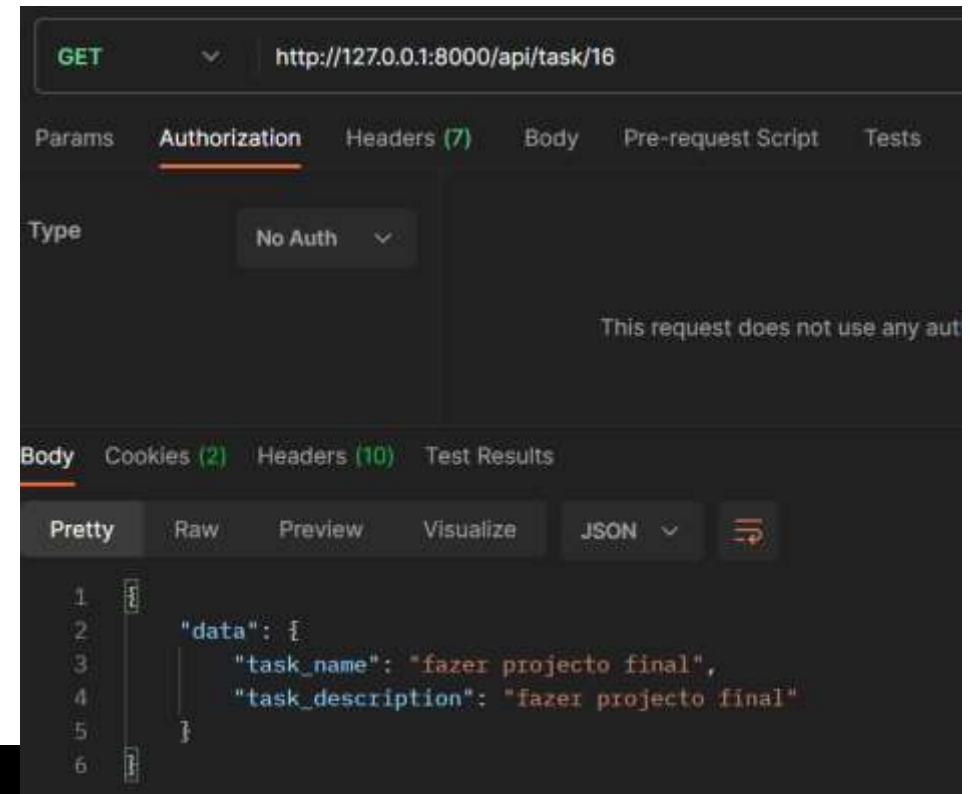 GET http://127.0.0.1:8000/api/task/16
Params Authorization Headers (7) Body Pre-request Script Tests
Type No Auth
This request does not use any aut
Body Cookies (2) Headers (10) Test Results
Pretty Raw Preview Visualize JSON
1 {
2 "data": {
3 "task_name": "fazer projecto final",
4 "task_description": "fazer projecto final"
5 }
6 }